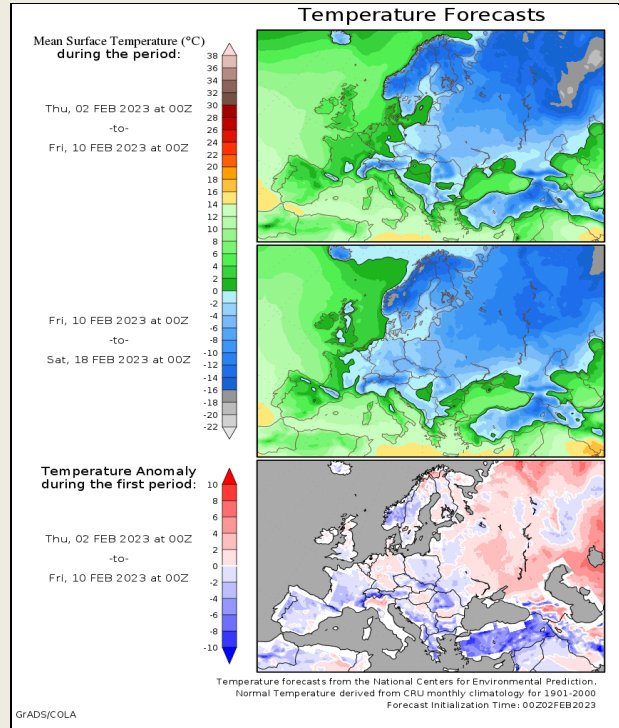 Temperature Forecasts
Mean Surface Temperature (°C)
during the period:
Thu, 02 FEB 2023 at 00Z
-to-
Fri, 10 FEB 2023 at 00Z
38
36
34
32
30
28
26
24
22
20
18
16
14
12
10
8
6
4
2
0
-2
-4
-6
-8
-10
-12
-14
-16
-18
-20
-22
Fri, 10 FEB 2023 at 00Z
-to-
Sat, 18 FEB 2023 at 00Z
Temperature Anomaly
during the first period:
Thu, 02 FEB 2023 at 00Z
-to-
Fri, 10 FEB 2023 at 00Z
10
8
6
4
2
0
-2
-4
-6
-8
-10
Temperature forecasts from the National Centers for Environmental Prediction.
Normal Temperature derived from CRU monthly climatology for 1901-2000
Forecast Initialization Time: 00Z02FEB2023
GrADS/COLA